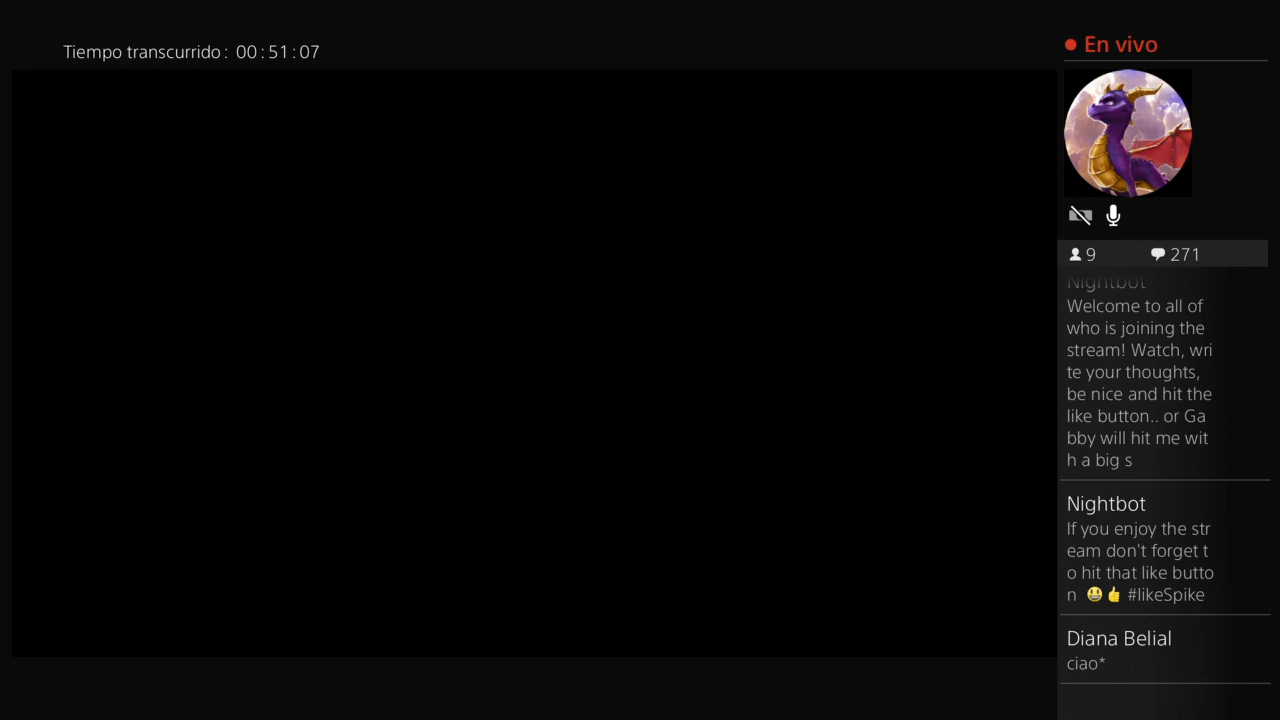 Tiempo transcurrido : 00 : 51 : 07
En vivo
9
271
Nightbot
Welcome to all of
who is joining the
stream! Watch, wri
te your thoughts,
be nice and hit the
like button.. or Ga
bby will hit me wit
h a big s
Nightbot
If you enjoy the str
eam don't forget t
o hit that like butto
n 😃👍 #likeSpike
Diana Belial
ciao*